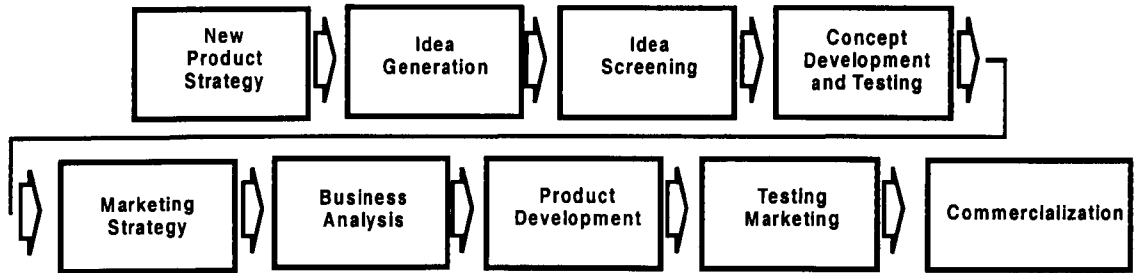 New
Product
Strategy
Idea
Generation
Idea
Screening
Concept
Development
and Testing
Marketing
Strategy
Business
Analysis
Product
Development
Testing
Marketing
Commercialization